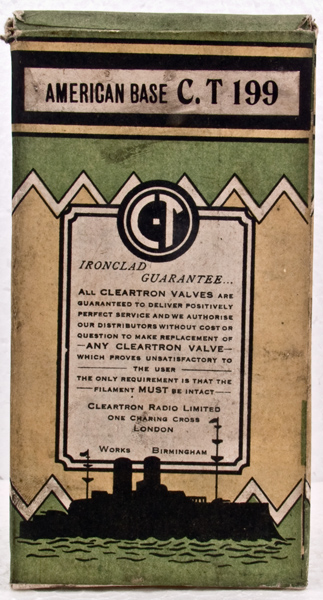 AMERICAN BASE C.T 199
CT
IRONCLAD
GUARANTEE...
ALL CLEARTRON VALVES ARE
GUARANTEED TO DELIVER POSITIVELY
PERFECT SERVICE AND WE AUTHORISE
OUR DISTRIBUTORS WITHOUT COST OR
QUESTION TO MAKE REPLACEMENT OF
—ANY CLEARTRON VALVE—
WHICH PROVES UNSATISFACTORY TO
—— THE USER ——
THE ONLY REQUIREMENT IS THAT THE
FILAMENT —MUST— BE INTACT—
CLEARTRON RADIO LIMITED
ONE CHARING CROSS
LONDON
WORKS BIRMINGHAM